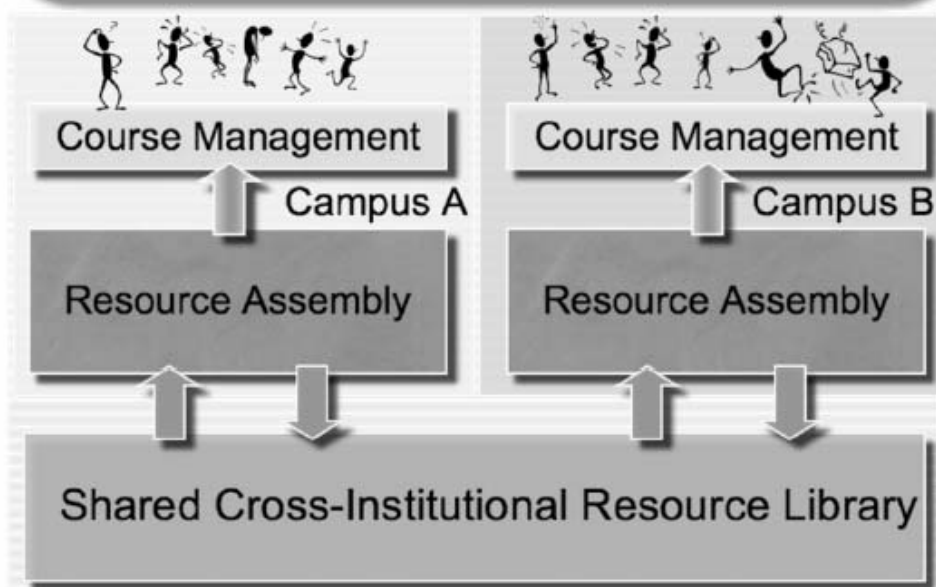 Course Management
Campus A
Resource Assembly
Course Management
Campus B
Resource Assembly
Shared Cross-Institutional Resource Library